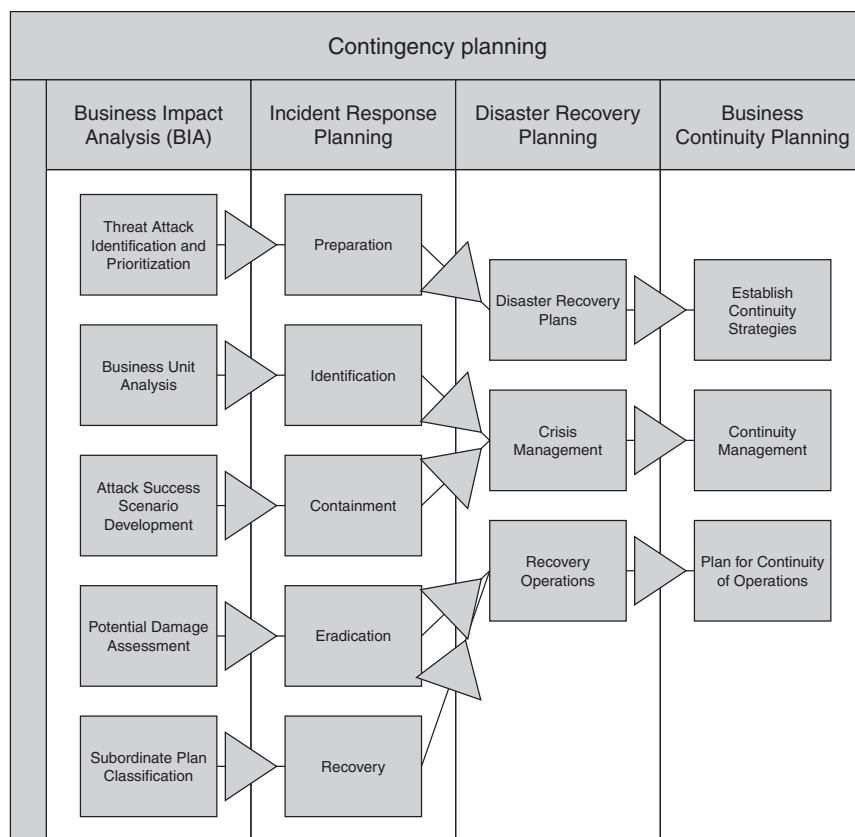 Contingency planning
Business Impact
Analysis (BIA)
Incident Response
Planning
Disaster Recovery
Planning
Business
Continuity Planning
Threat Attack
Identification and
Prioritization
Preparation
Disaster Recovery
Plans
Establish
Continuity
Strategies
Business Unit
Analysis
Identification
Crisis
Management
Continuity
Management
Attack Success
Scenario
Development
Containment
Recovery
Operations
Plan for Continuity
of Operations
Potential Damage
Assessment
Eradication
Subordinate Plan
Classification
Recovery